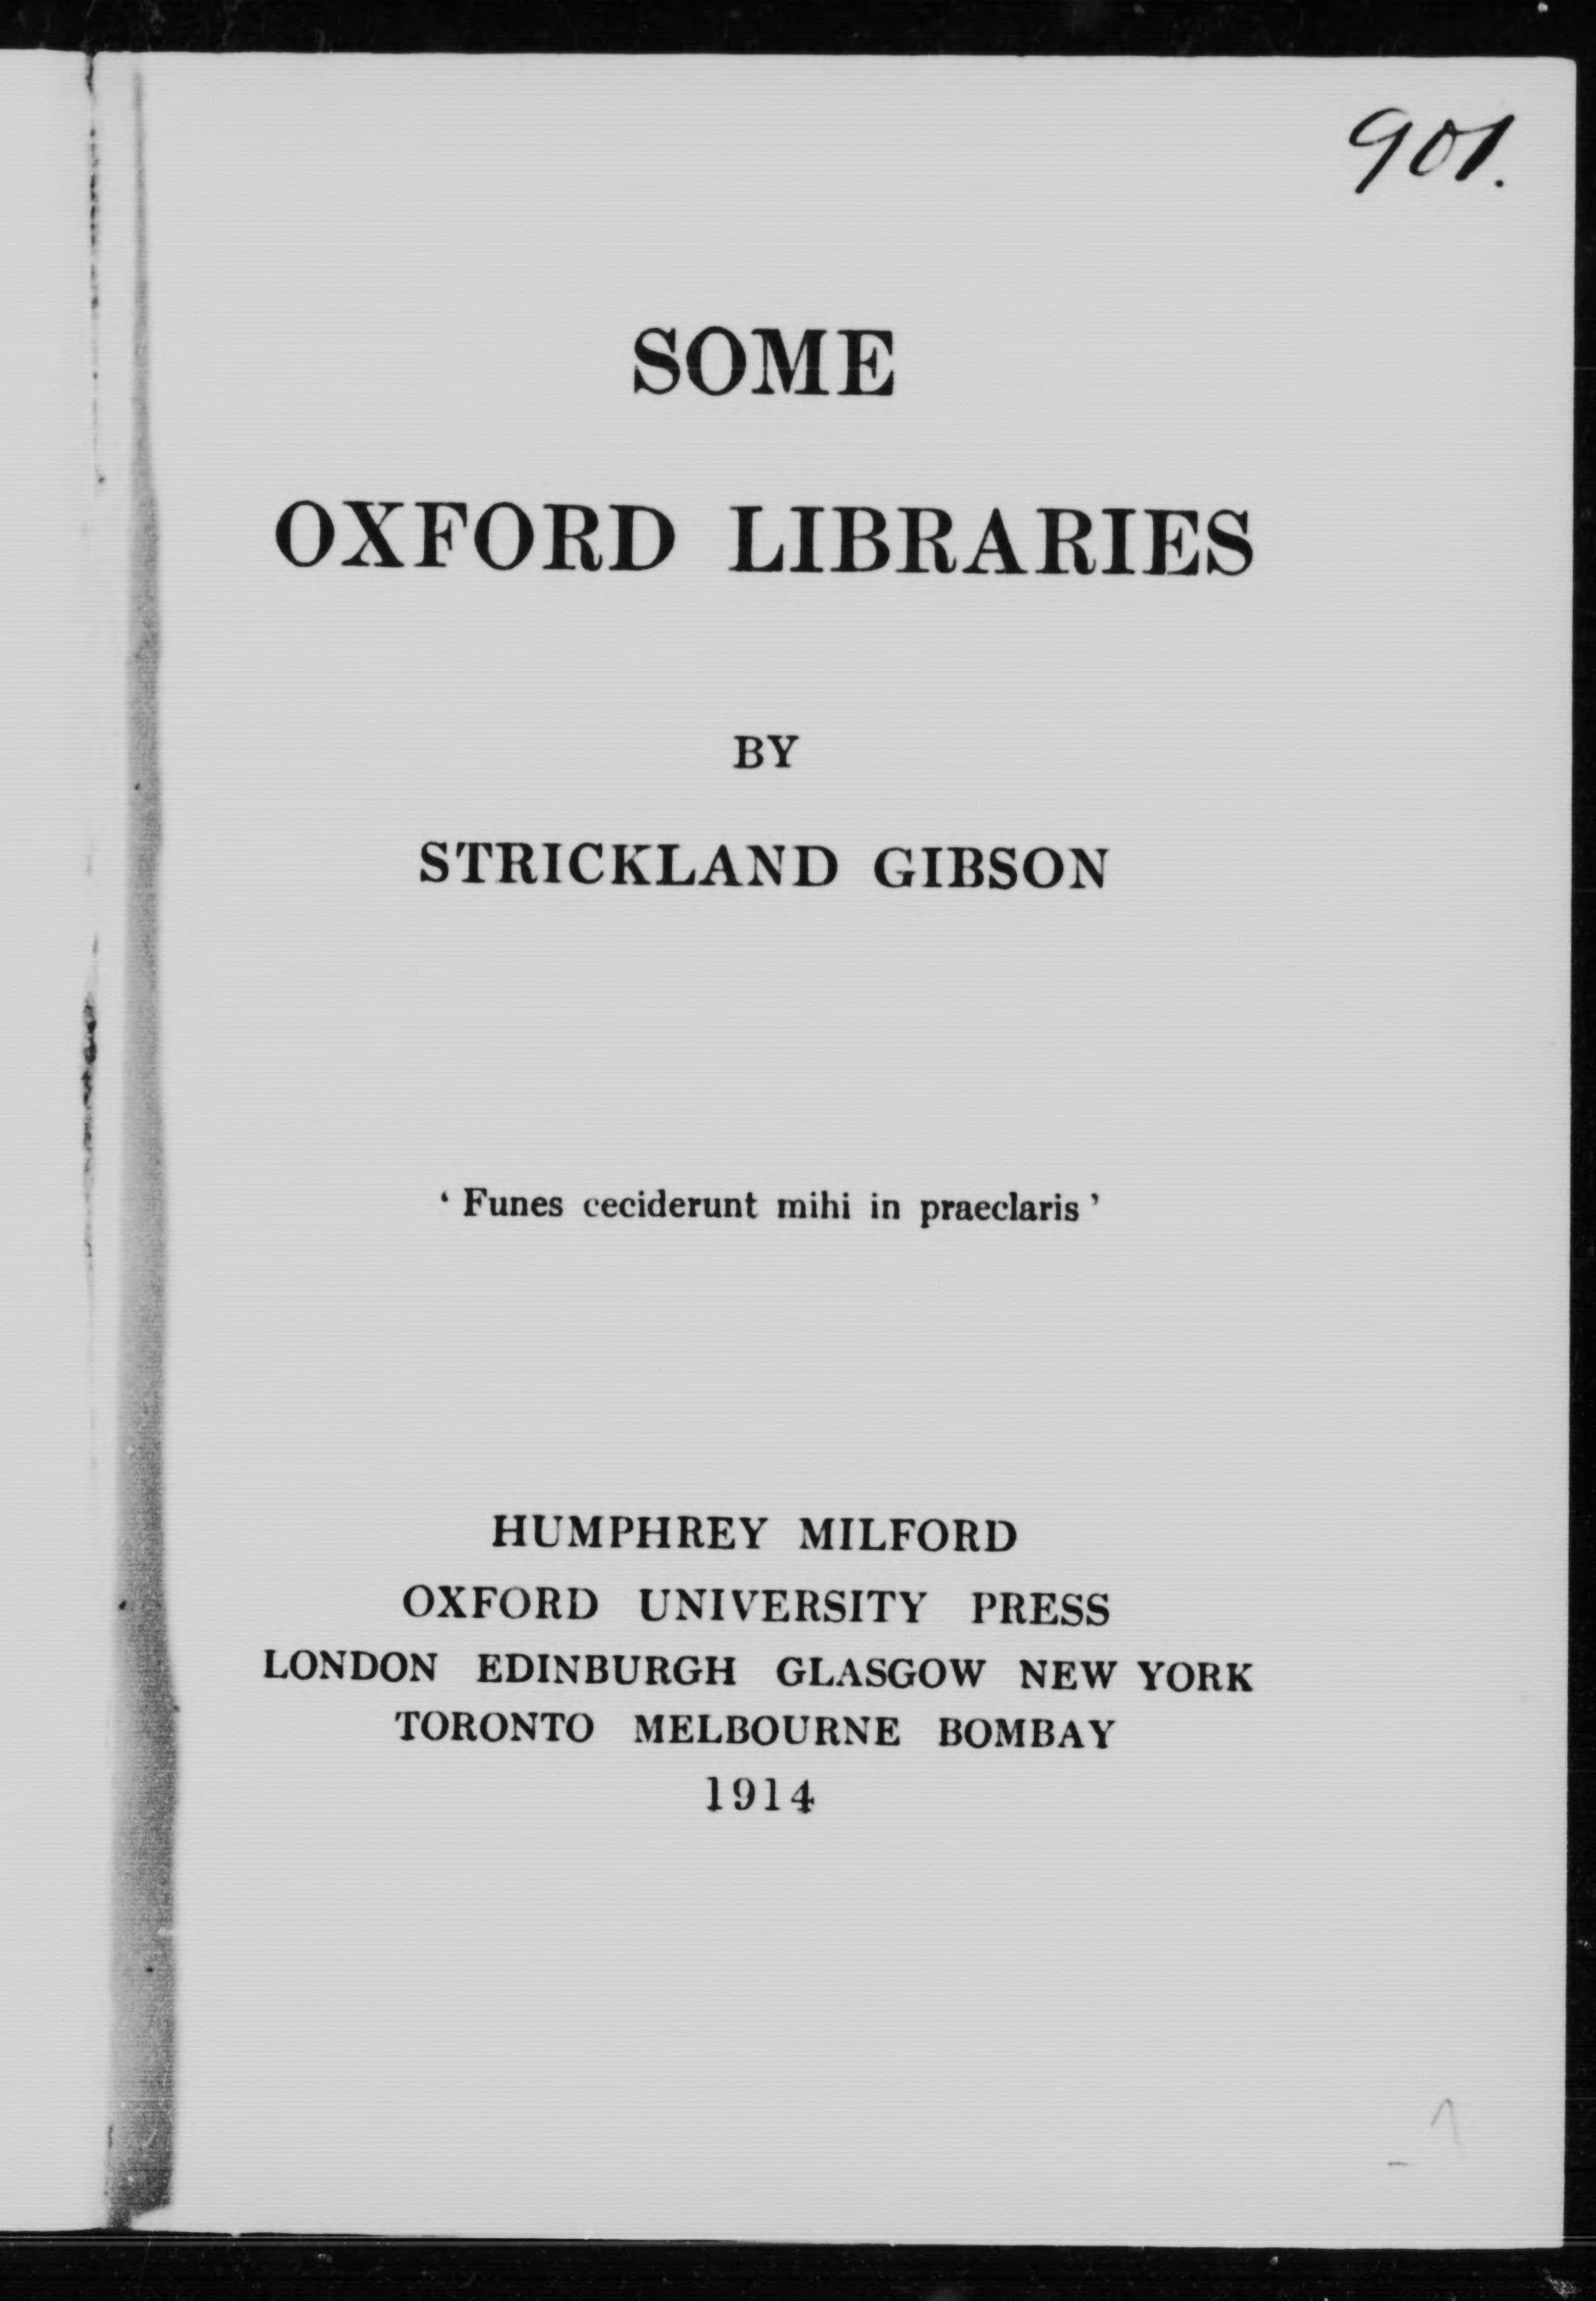 901.
SOME
OXFORD LIBRARIES
BY
STRICKLAND GIBSON
‘ Funes ceciderunt mihi in praeclaris ’
HUMPHREY MILFORD
OXFORD UNIVERSITY PRESS
LONDON EDINBURGH GLASGOW NEW YORK
TORONTO MELBOURNE BOMBAY
1914